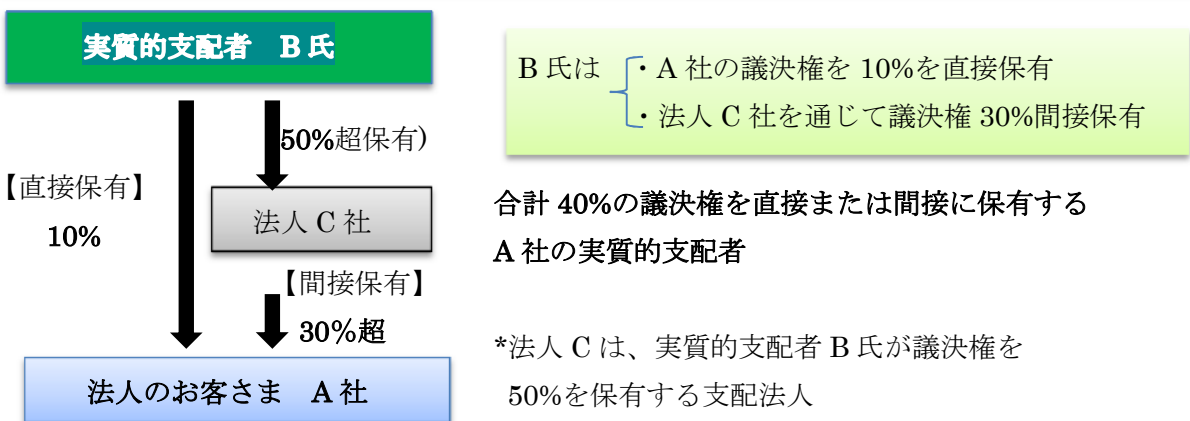 実質的支配者　B氏
50%超保有)
【直接保有】
10%
法人 C 社
【間接保有】
30%超
法人のお客さま　A 社
B 氏は
・A 社の議決権を 10%を直接保有
・法人 C 社を通じて議決権 30%間接保有
合計 40%の議決権を直接または間接に保有する
A 社の実質的支配者
*法人 C は、実質的支配者 B 氏が議決権を
50%を保有する支配法人